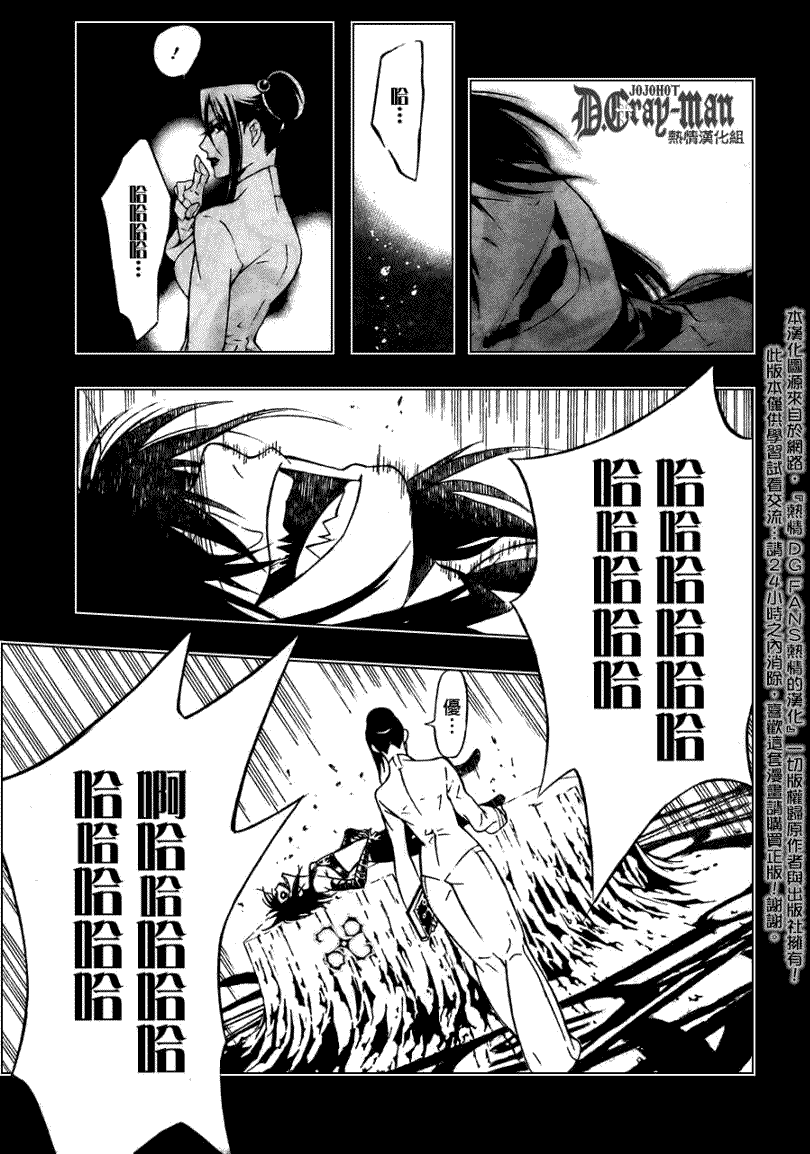 JOJOHOT
D.Gray-man
熱情漢化組
哈…
!
哈哈哈哈…
哈哈哈哈哈哈
哈哈哈哈哈
優…
啊哈哈哈哈哈
哈哈哈哈哈
本漢化圖源來自於網路，『熱情DGFANS熱情的漢化』一切版權歸原作者與出版社擁有！
此版本僅供學習試看交流…請24小時之內消除，喜歡這套漫畫請購買正版！謝謝。